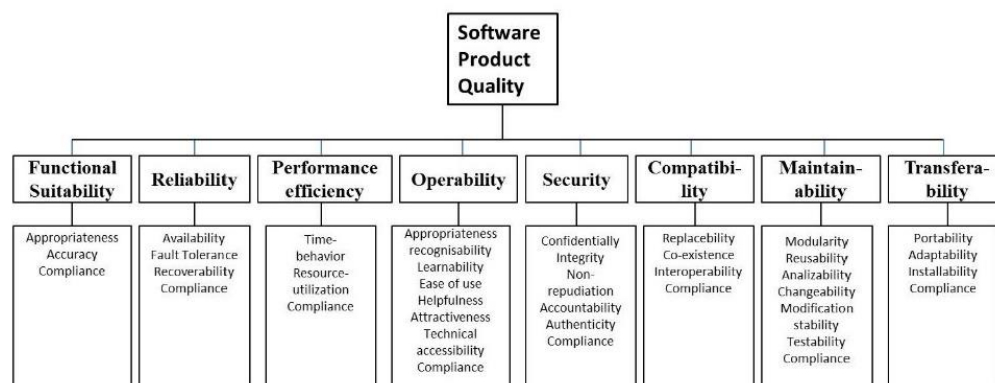 Software
Product
Quality
Functional
Suitability
Reliability
Performance
efficiency
Operability
Security
Compatibi-
lity
Maintain-
ability
Transfera-
bility
Appropriateness
Accuracy
Compliance
Availability
Fault Tolerance
Recoverability
Compliance
Time-
behavior
Resource-
utilization
Compliance
Appropriateness
recognisability
Learnability
Ease of use
Helpfulness
Attractiveness
Technical
accessibility
Compliance
Confidentially
Integrity
Non-
repudiation
Accountability
Authenticity
Compliance
Replacebility
Co-existence
Interoperability
Compliance
Modularity
Reusability
Analizability
Changeability
Modification
stability
Testability
Compliance
Portability
Adaptability
Installability
Compliance